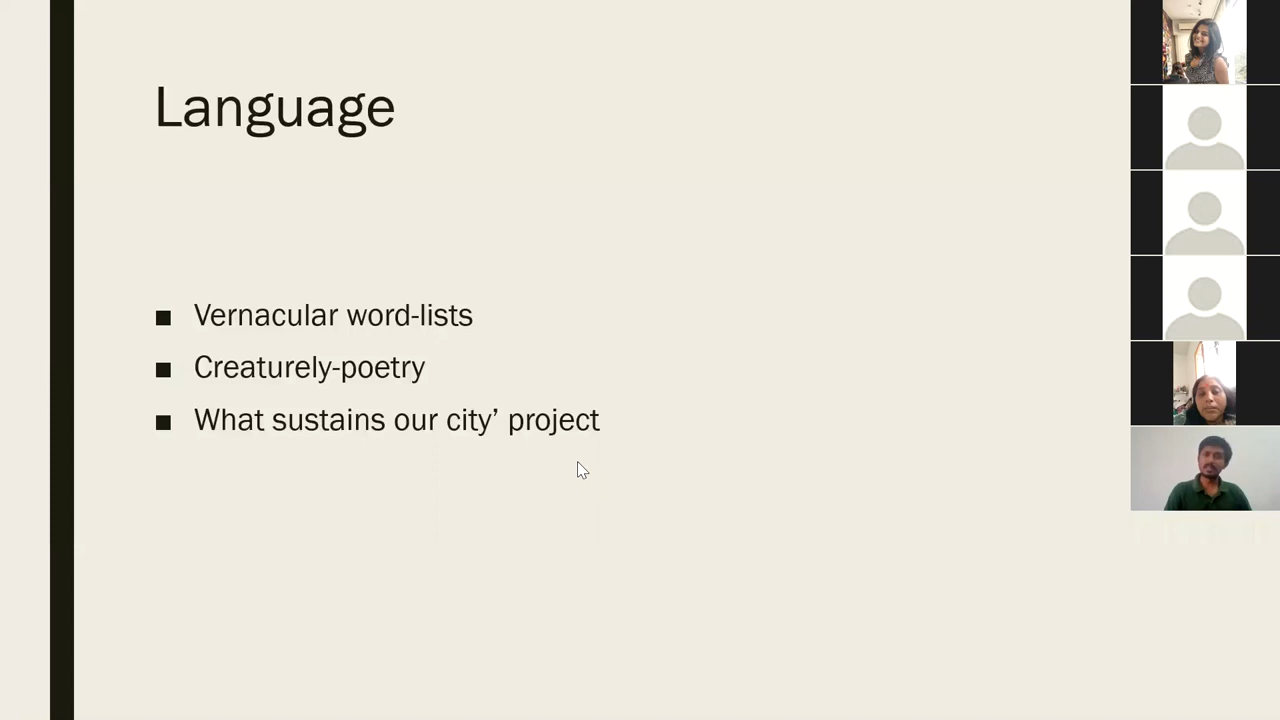 Language
■ Vernacular word-lists
■ Creaturely-poetry
■ What sustains our city’ project